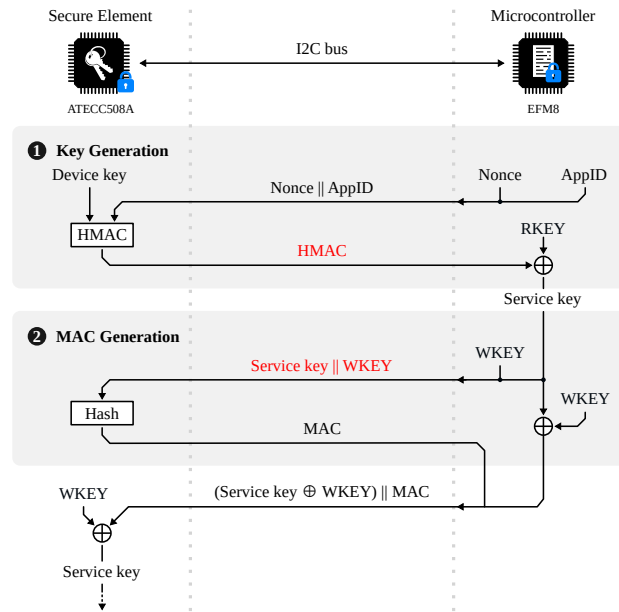 Secure Element
Microcontroller
I2C bus
ATECC508A
EFM8
1 Key Generation
Device key
Nonce || AppID
Nonce
AppID
HMAC
RKEY
HMAC
Service key
2 MAC Generation
WKEY
Service key || WKEY
WKEY
Hash
MAC
WKEY
(Service key ⊕ WKEY) || MAC
Service key